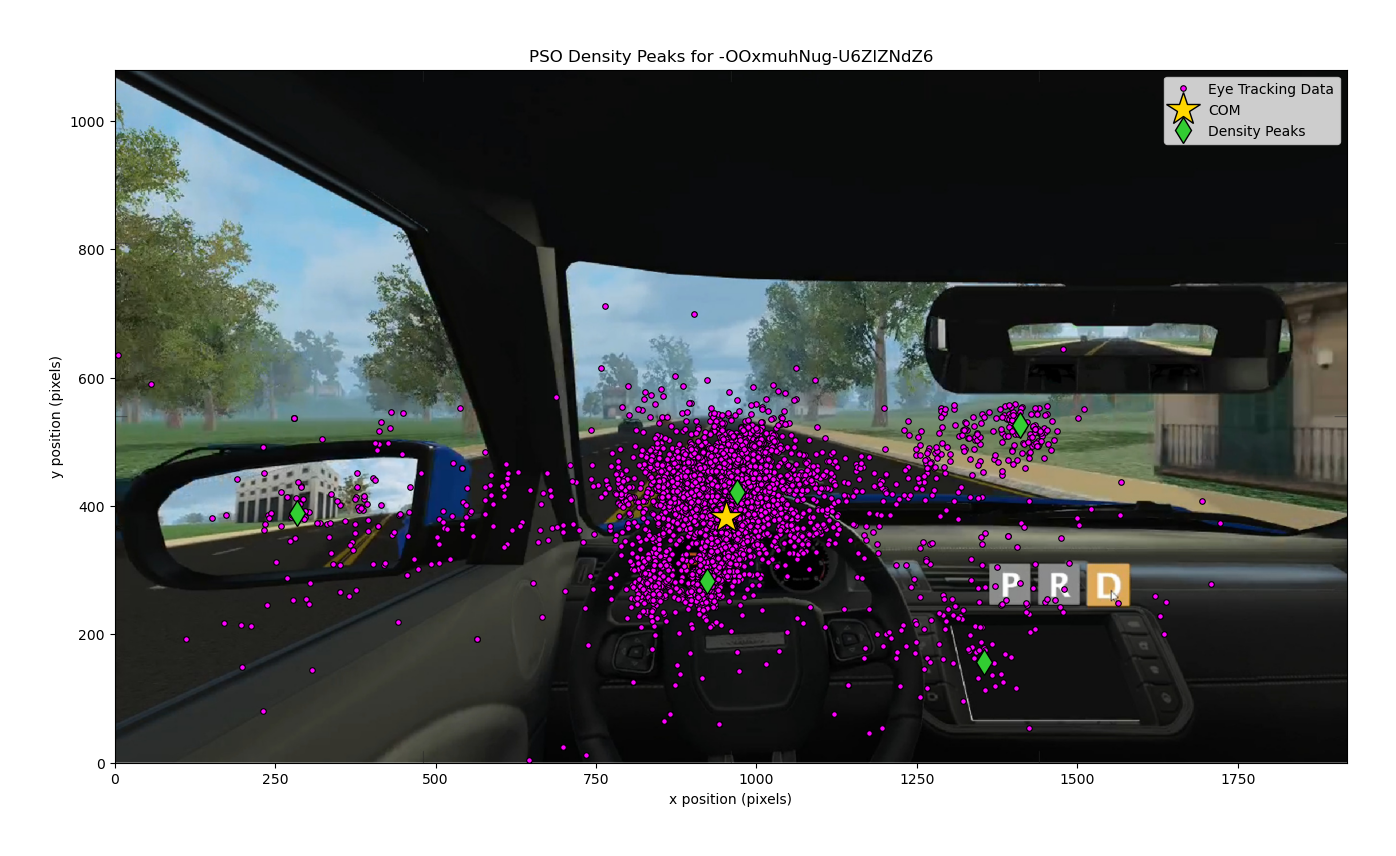 PSO Density Peaks for -OOxmuhNug-U6ZlZNdZ6
Eye Tracking Data
COM
Density Peaks
1000
800
600
400
200
0
y position (pixels)
P R D
0 250 500 750 1000 1250 1500 1750
x position (pixels)